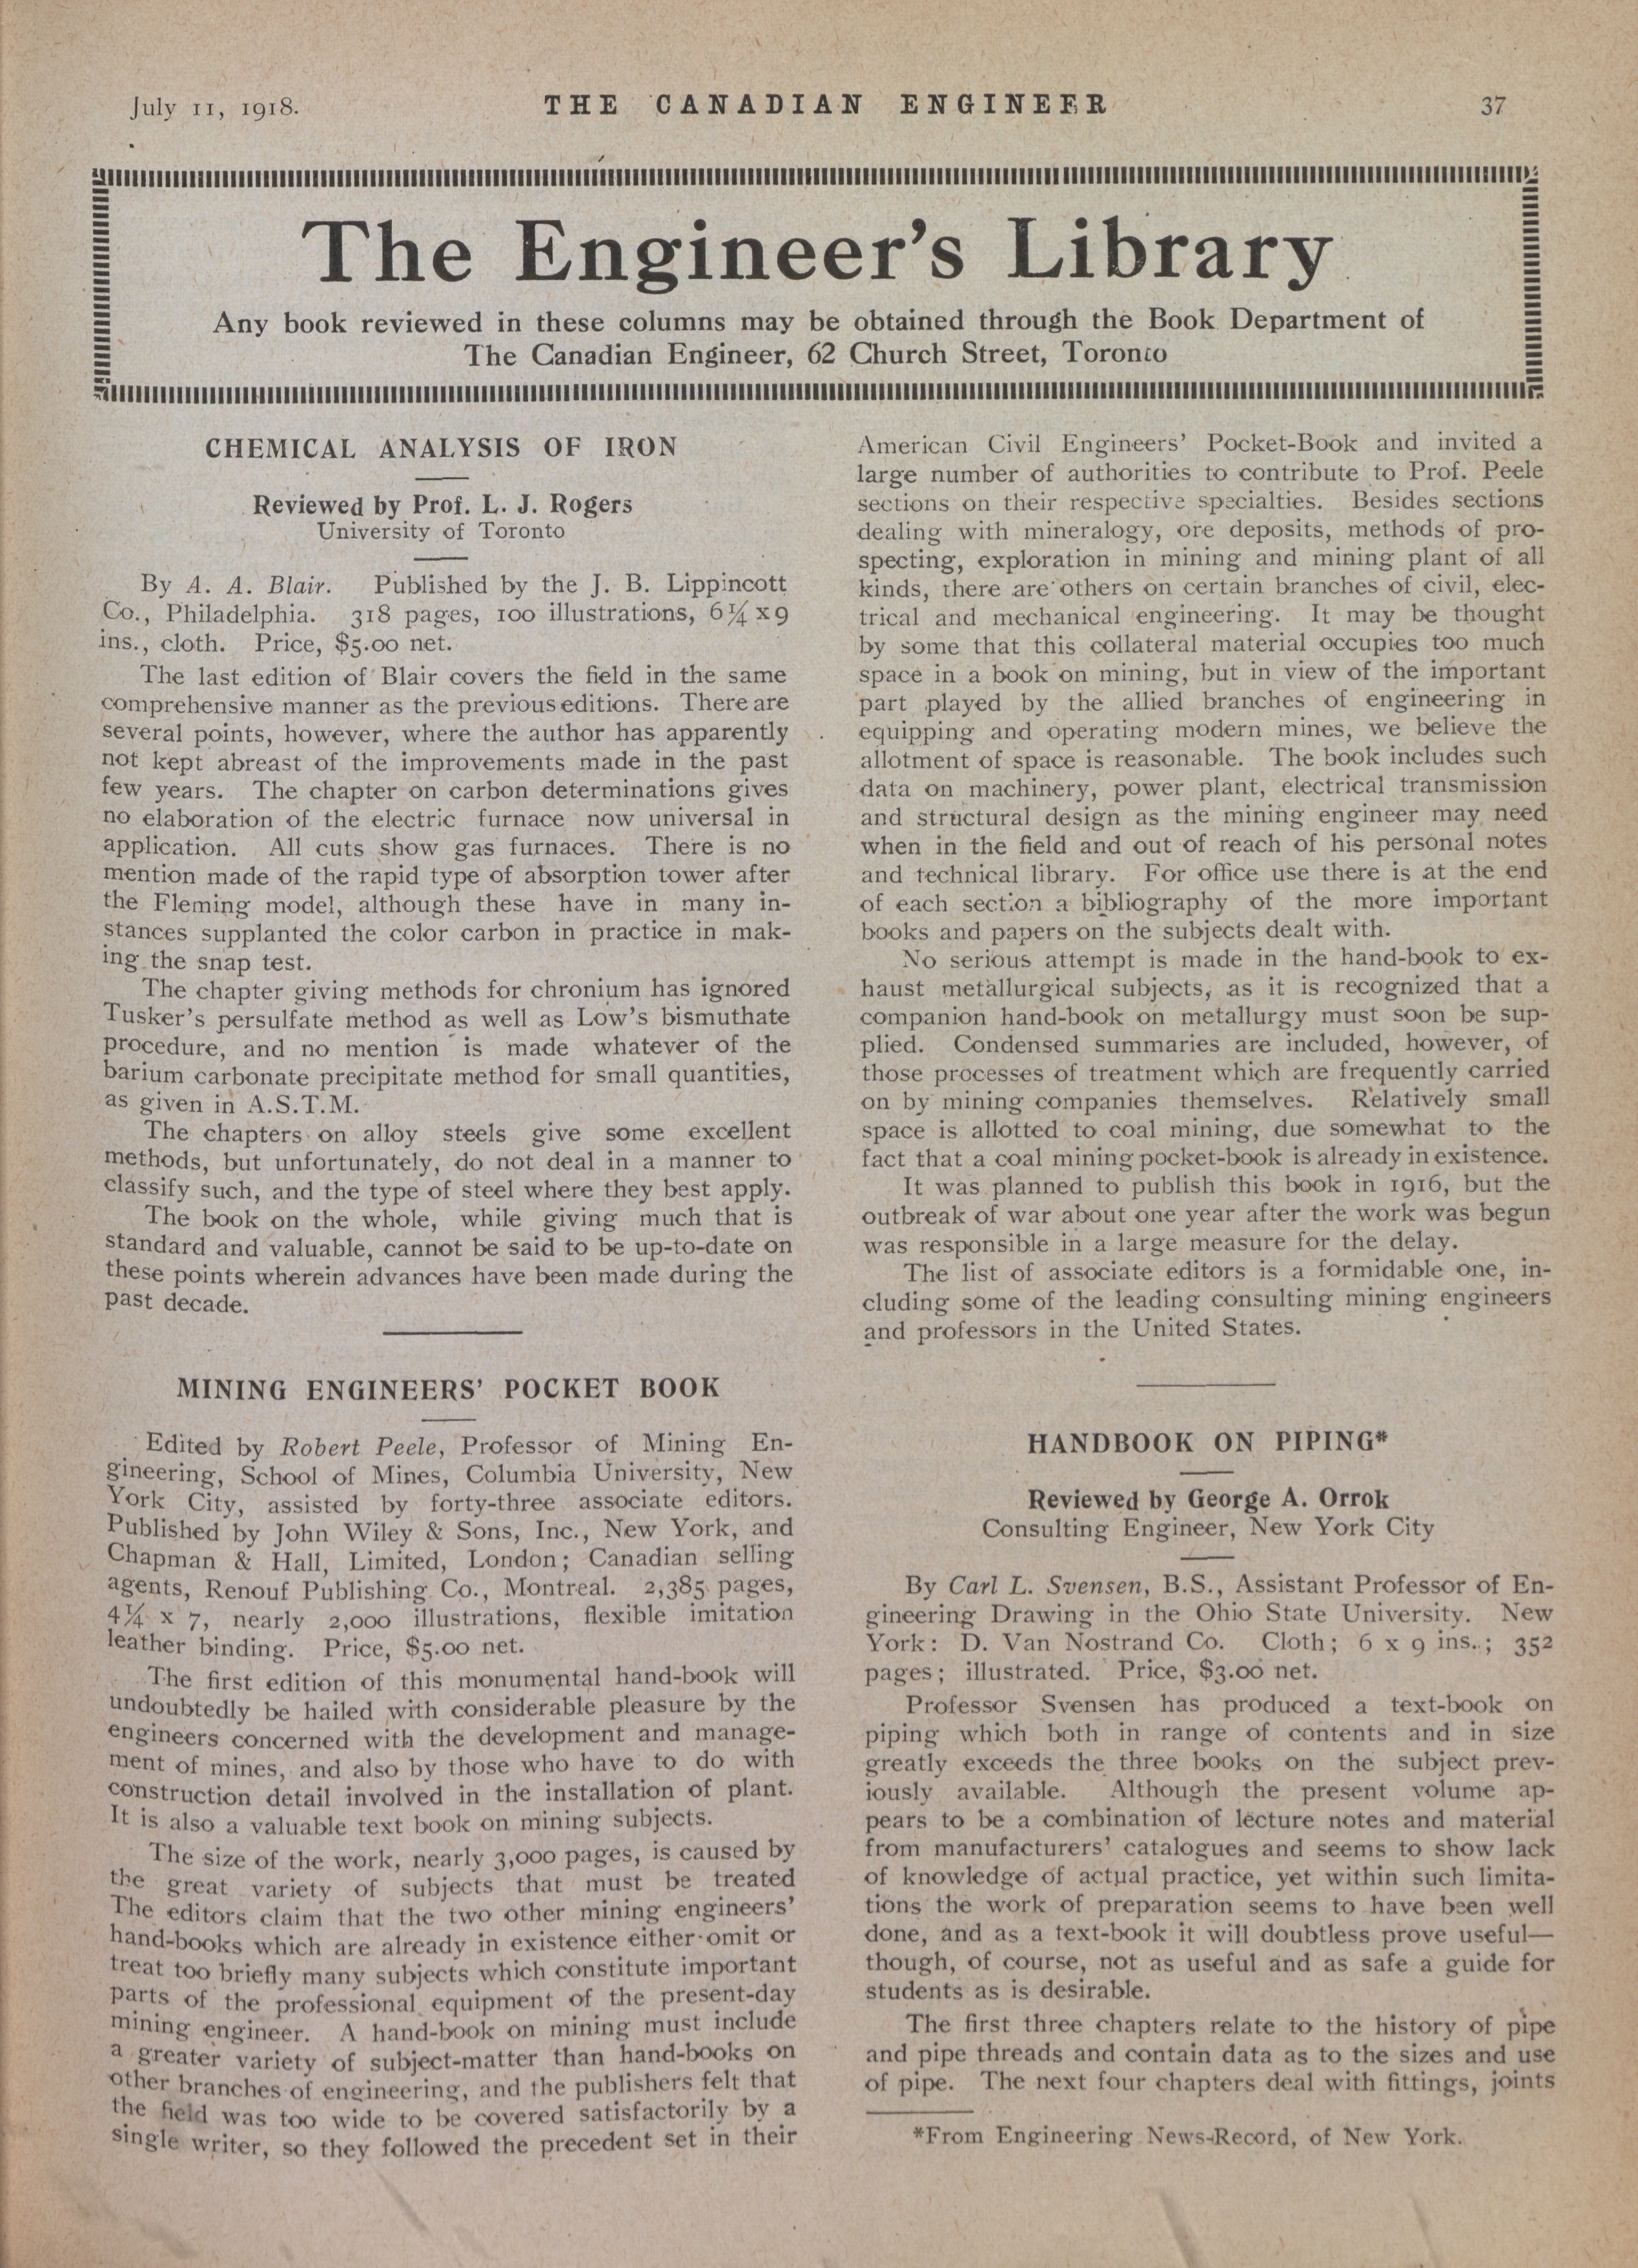 July 11, 1918.
THE CANADIAN ENGINEER
37
The Engineer's Library
Any book reviewed in these columns may be obtained through the Book Department of
The Canadian Engineer, 62 Church Street, Toronto
CHEMICAL ANALYSIS OF IRON
Reviewed by Prof. L. J. Rogers
University of Toronto
By A. A. Blair. Published by the J. B. Lippincott
Co., Philadelphia. 318 pages, 100 illustrations, 6¼ x 9
ins., cloth. Price, $5.00 net.
The last edition of Blair covers the field in the same
comprehensive manner as the previous editions. There are
several points, however, where the author has apparently
not kept abreast of the improvements made in the past
few years. The chapter on carbon determinations gives
no elaboration of the electric furnace now universal in
application. All cuts show gas furnaces. There is no
mention made of the rapid type of absorption tower after
the Fleming model, although these have in many in-
stances supplanted the color carbon in practice in mak-
ing the snap test.
The chapter giving methods for chronium has ignored
Tusker's persulfate method as well as Low's bismuthate
procedure, and no mention is made whatever of the
barium carbonate precipitate method for small quantities,
as given in A.S.T.M.
The chapters on alloy steels give some excellent
methods, but unfortunately, do not deal in a manner to
classify such, and the type of steel where they best apply.
The book on the whole, while giving much that is
standard and valuable, cannot be said to be up-to-date on
these points wherein advances have been made during the
past decade.
MINING ENGINEERS' POCKET BOOK
Edited by Robert Peele, Professor of Mining En-
gineering, School of Mines, Columbia University, New
York City, assisted by forty-three associate editors.
Published by John Wiley & Sons, Inc., New York, and
Chapman & Hall, Limited, London; Canadian selling
agents, Renouf Publishing Co., Montreal. 2,385 pages,
4¼ x 7, nearly 2,000 illustrations, flexible imitation
leather binding. Price, $5.00 net.
The first edition of this monumental hand-book will
undoubtedly be hailed with considerable pleasure by the
engineers concerned with the development and manage-
ment of mines, and also by those who have to do with
construction detail involved in the installation of plant.
It is also a valuable text book on mining subjects.
The size of the work, nearly 3,000 pages, is caused by
the great variety of subjects that must be treated
The editors claim that the two other mining engineers'
hand-books which are already in existence either omit or
treat too briefly many subjects which constitute important
parts of the professional equipment of the present-day
mining engineer. A hand-book on mining must include
a greater variety of subject-matter than hand-books on
other branches of engineering, and the publishers felt that
the field was too wide to be covered satisfactorily by a
single writer, so they followed the precedent set in their
American Civil Engineers' Pocket-Book and invited a
large number of authorities to contribute to Prof. Peele
sections on their respective specialties. Besides sections
dealing with mineralogy, ore deposits, methods of pro-
specting, exploration in mining and mining plant of all
kinds, there are others on certain branches of civil, elec-
trical and mechanical engineering. It may be thought
by some that this collateral material occupies too much
space in a book on mining, but in view of the important
part played by the allied branches of engineering in
equipping and operating modern mines, we believe the
allotment of space is reasonable. The book includes such
data on machinery, power plant, electrical transmission
and structural design as the mining engineer may need
when in the field and out of reach of his personal notes
and technical library. For office use there is at the end
of each section a bibliography of the more important
books and papers on the subjects dealt with.
No serious attempt is made in the hand-book to ex-
haust metallurgical subjects, as it is recognized that a
companion hand-book on metallurgy must soon be sup-
plied. Condensed summaries are included, however, of
those processes of treatment which are frequently carried
on by mining companies themselves. Relatively small
space is allotted to coal mining, due somewhat to the
fact that a coal mining pocket-book is already in existence.
It was planned to publish this book in 1916, but the
outbreak of war about one year after the work was begun
was responsible in a large measure for the delay.
The list of associate editors is a formidable one, in-
cluding some of the leading consulting mining engineers
and professors in the United States.
HANDBOOK ON PIPING*
Reviewed by George A. Orrok
Consulting Engineer, New York City
By Carl L. Svensen, B.S., Assistant Professor of En-
gineering Drawing in the Ohio State University. New
York: D. Van Nostrand Co. Cloth; 6 x 9 ins.; 352
pages; illustrated. Price, $3.00 net.
Professor Svensen has produced a text-book on
piping which both in range of contents and in size
greatly exceeds the three books on the subject prev-
iously available. Although the present volume ap-
pears to be a combination of lecture notes and material
from manufacturers' catalogues and seems to show lack
of knowledge of actual practice, yet within such limita-
tions the work of preparation seems to have been well
done, and as a text-book it will doubtless prove useful—
though, of course, not as useful and as safe a guide for
students as is desirable.
The first three chapters relate to the history of pipe
and pipe threads and contain data as to the sizes and use
of pipe. The next four chapters deal with fittings, joints
*From Engineering News-Record, of New York.